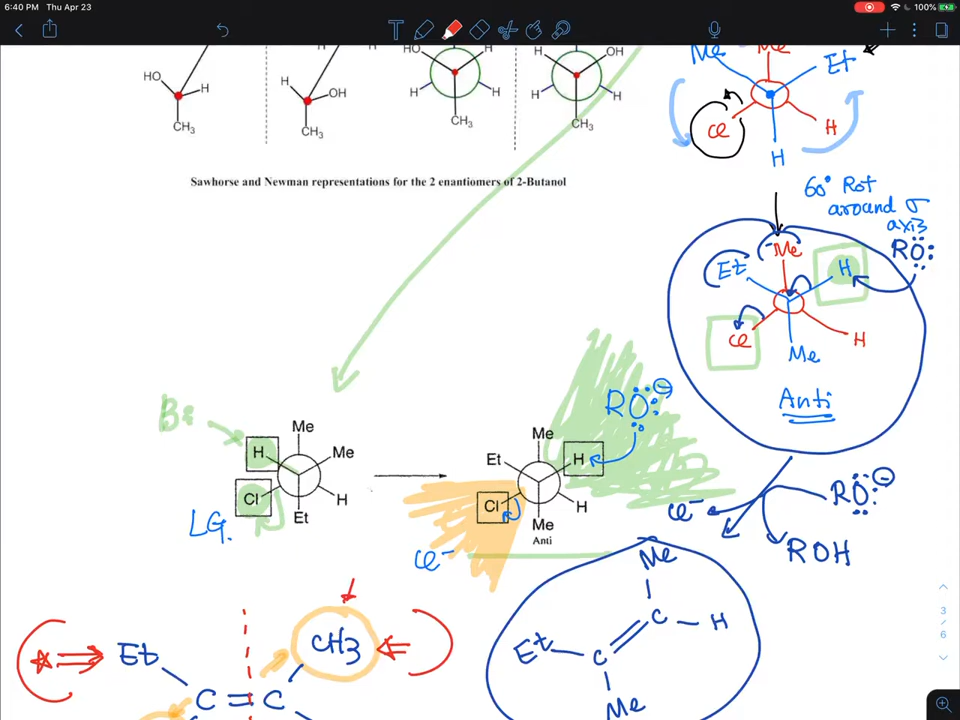 6:40 PM Thu Apr 23
100%
HO
H
CH3
H
OH
CH3
HO
H
H
H
CH3
H
OH
H
H
CH3
Me
Me
Et
Cl
H
H
Sawhorse and Newman representations for the 2 enantiomers of 2-Butanol
60° Rot
around σ
axis
RO:
Me
Et
H
Cl
H
Me
Anti
B:
H
Me
Me
Cl
H
Et
LG.
RO:⊖
Me
Et
H
Cl
H
Me
Anti
Cl⁻
Cl⁻
RO:⊖
ROH
Me
Et
C
C
H
Me
Et
CH3
C = C
3
/
6